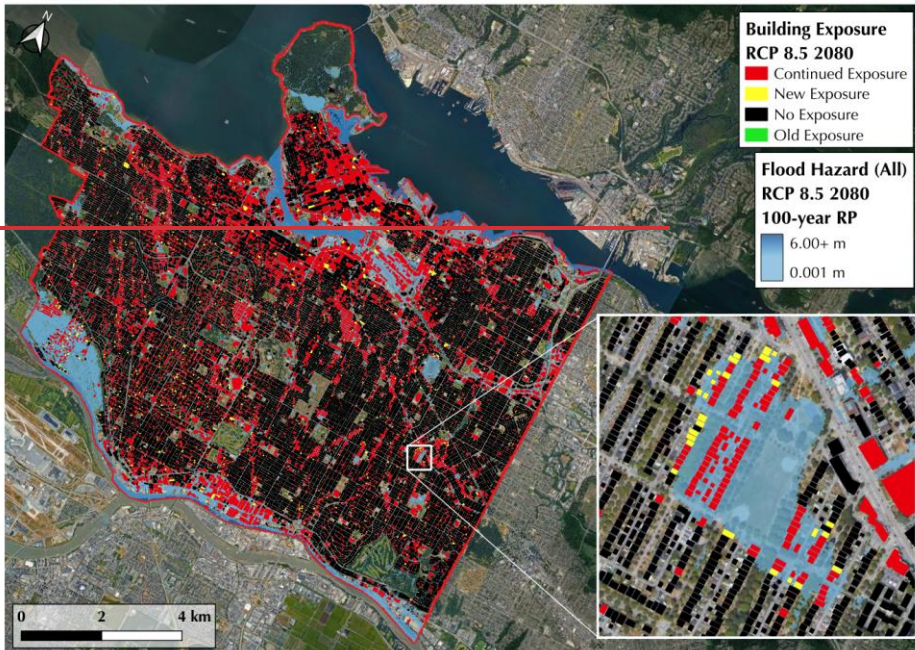 N
Building Exposure
RCP 8.5 2080
Continued Exposure
New Exposure
No Exposure
Old Exposure
Flood Hazard (All)
RCP 8.5 2080
100-year RP
6.00+ m
0.001 m
0 2 4 km